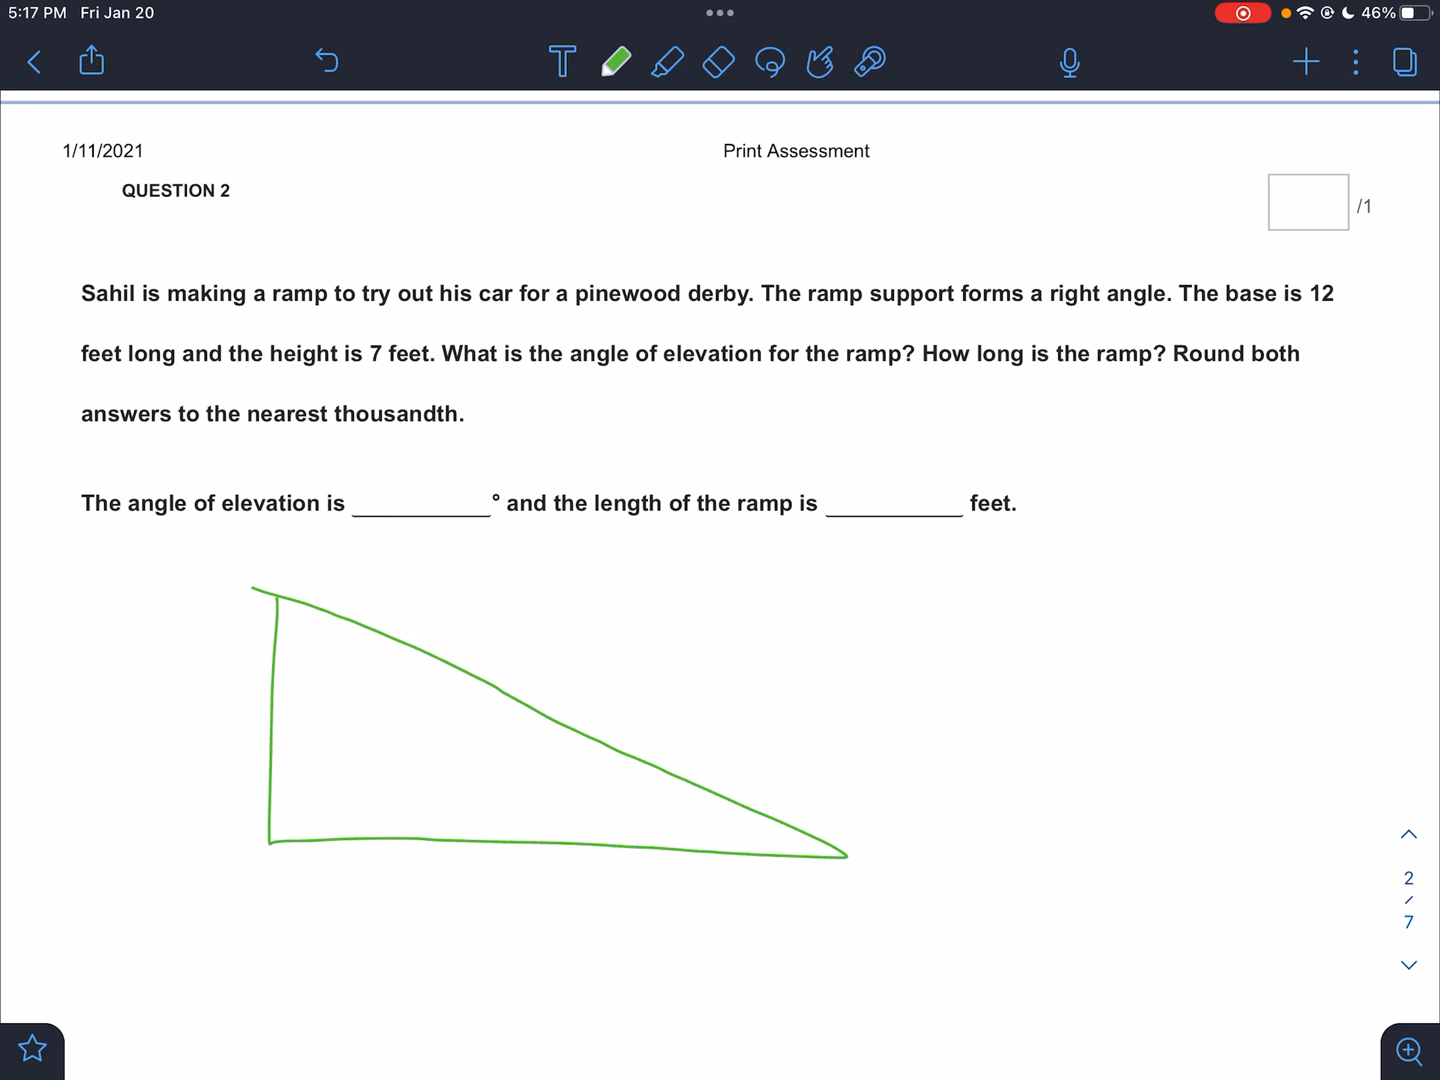 5:17 PM Fri Jan 20
46%
1/11/2021 Print Assessment
QUESTION 2
/1
Sahil is making a ramp to try out his car for a pinewood derby. The ramp support forms a right angle. The base is 12
feet long and the height is 7 feet. What is the angle of elevation for the ramp? How long is the ramp? Round both
answers to the nearest thousandth.
The angle of elevation is __________° and the length of the ramp is __________ feet.
2
/
7